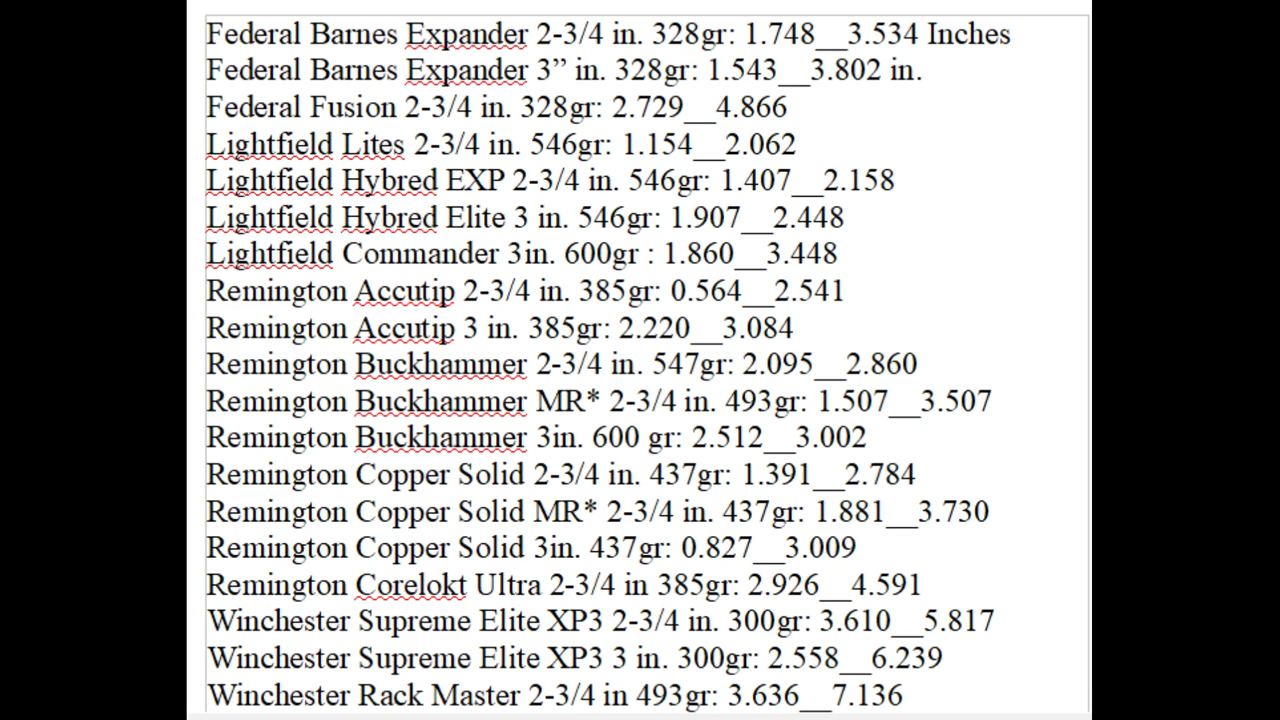 Federal Barnes Expander 2-3/4 in. 328gr: 1.748__3.534 Inches
Federal Barnes Expander 3” in. 328gr: 1.543__3.802 in.
Federal Fusion 2-3/4 in. 328gr: 2.729__4.866
Lightfield Lites 2-3/4 in. 546gr: 1.154__2.062
Lightfield Hybred EXP 2-3/4 in. 546gr: 1.407__2.158
Lightfield Hybred Elite 3 in. 546gr: 1.907__2.448
Lightfield Commander 3in. 600gr : 1.860__3.448
Remington Accutip 2-3/4 in. 385gr: 0.564__2.541
Remington Accutip 3 in. 385gr: 2.220__3.084
Remington Buckhammer 2-3/4 in. 547gr: 2.095__2.860
Remington Buckhammer MR* 2-3/4 in. 493gr: 1.507__3.507
Remington Buckhammer 3in. 600 gr: 2.512__3.002
Remington Copper Solid 2-3/4 in. 437gr: 1.391__2.784
Remington Copper Solid MR* 2-3/4 in. 437gr: 1.881__3.730
Remington Copper Solid 3in. 437gr: 0.827__3.009
Remington Corelokt Ultra 2-3/4 in 385gr: 2.926__4.591
Winchester Supreme Elite XP3 2-3/4 in. 300gr: 3.610__5.817
Winchester Supreme Elite XP3 3 in. 300gr: 2.558__6.239
Winchester Rack Master 2-3/4 in 493gr: 3.636__7.136